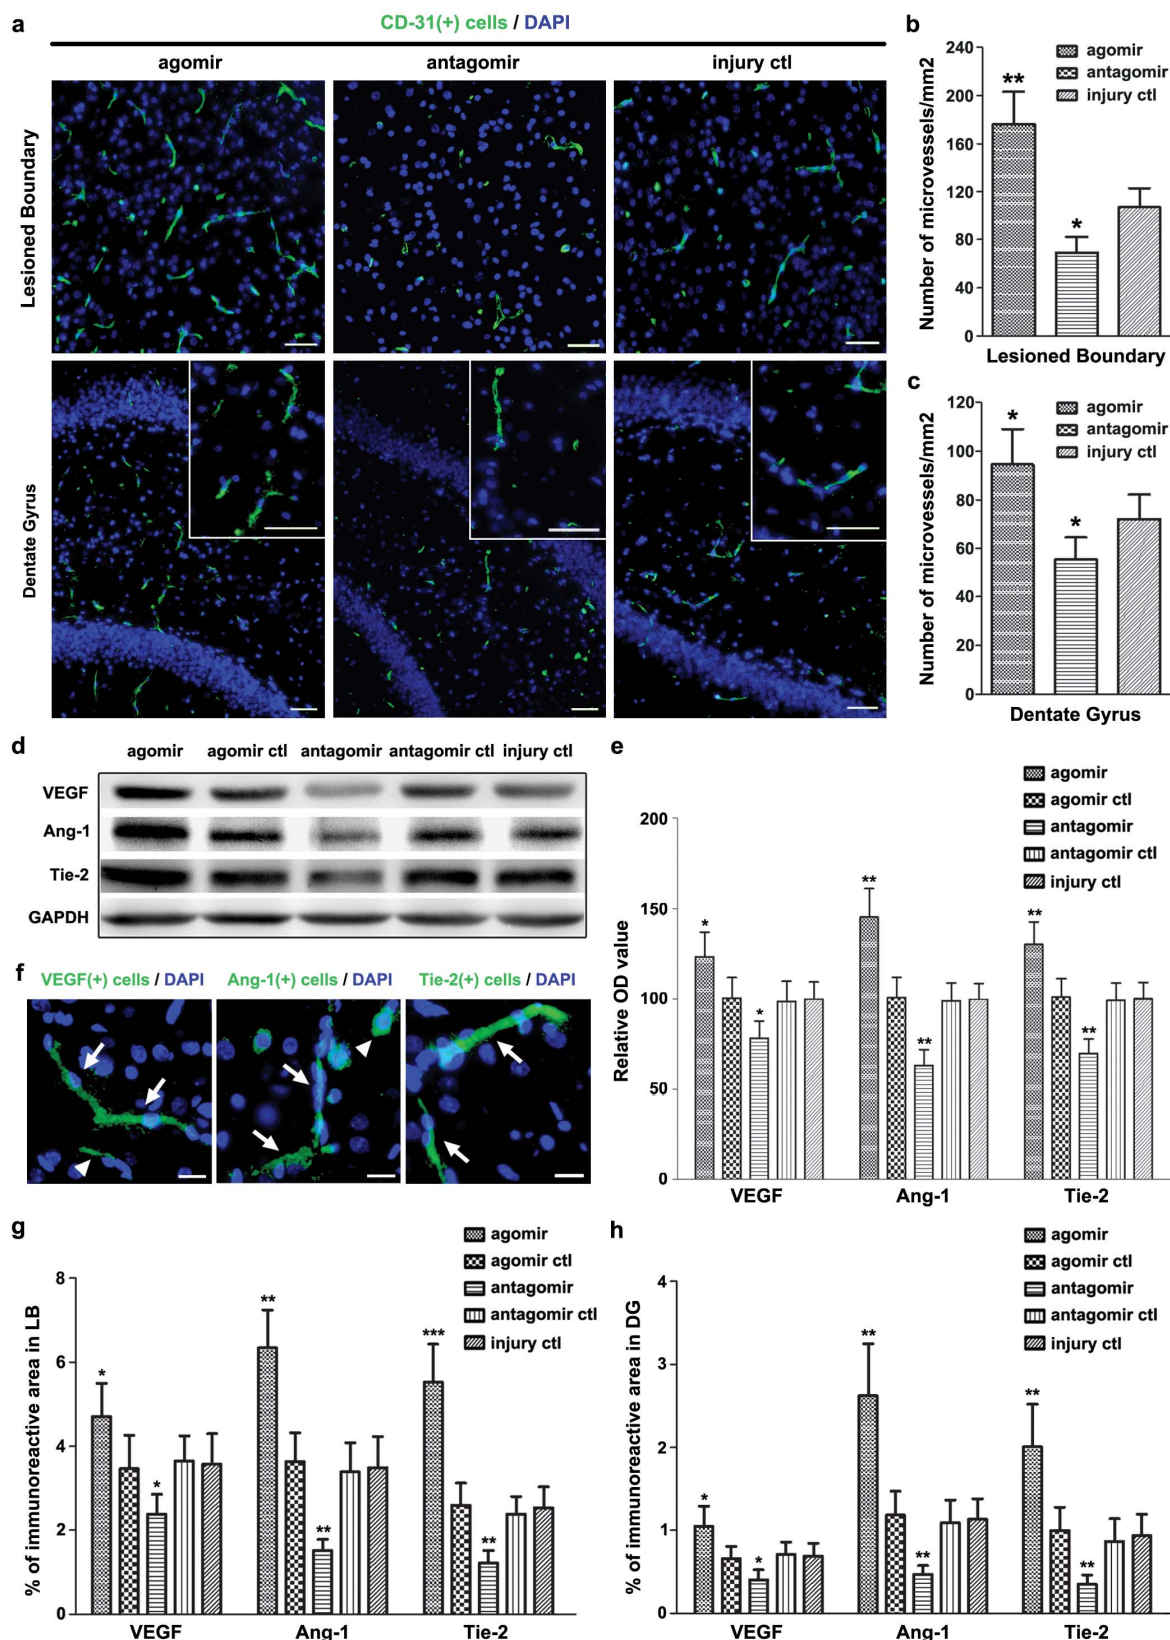 a
CD-31(+) cells / DAPI
agomir
antagomir
injury ctl
Lesioned Boundary
Dentate Gyrus
b
240
200
160
120
80
40
0
Number of microvessels/mm2
**
*
agomir
antagomir
injury ctl
Lesioned Boundary
c
120
100
80
60
40
20
0
Number of microvessels/mm2
*
*
agomir
antagomir
injury ctl
Dentate Gyrus
d
agomir agomir ctl antagomir antagomir ctl injury ctl
VEGF
Ang-1
Tie-2
GAPDH
e
agomir
agomir ctl
antagomir
antagomir ctl
injury ctl
200
150
100
50
0
Relative OD value
*
*
**
**
**
**
VEGF Ang-1 Tie-2
f
VEGF(+) cells / DAPI
Ang-1(+) cells / DAPI
Tie-2(+) cells / DAPI
g
agomir
agomir ctl
antagomir
antagomir ctl
injury ctl
8
6
4
2
0
% of immunoreactive area in LB
*
*
**
**
***
**
VEGF Ang-1 Tie-2
h
agomir
agomir ctl
antagomir
antagomir ctl
injury ctl
4
3
2
1
0
% of immunoreactive area in DG
*
*
**
**
**
**
VEGF Ang-1 Tie-2